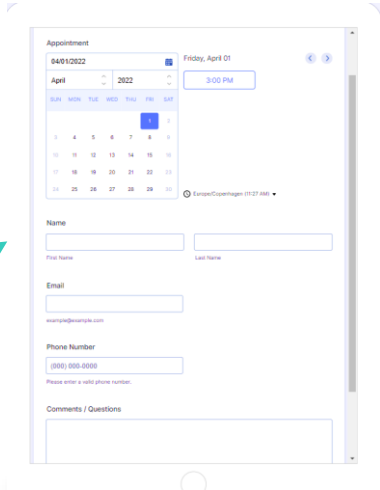 Appointment
04/01/2022
Friday, April 01
April 2022
3:00 PM
SUN MON TUE WED THU FRI SAT
1 2
3 4 5 6 7 8 9
10 11 12 13 14 15 16
17 18 19 20 21 22 23
24 25 26 27 28 29 30
Europe/Copenhagen (11:27 AM)
Name
First Name Last Name
Email
example@example.com
Phone Number
(000) 000-0000
Please enter a valid phone number.
Comments / Questions